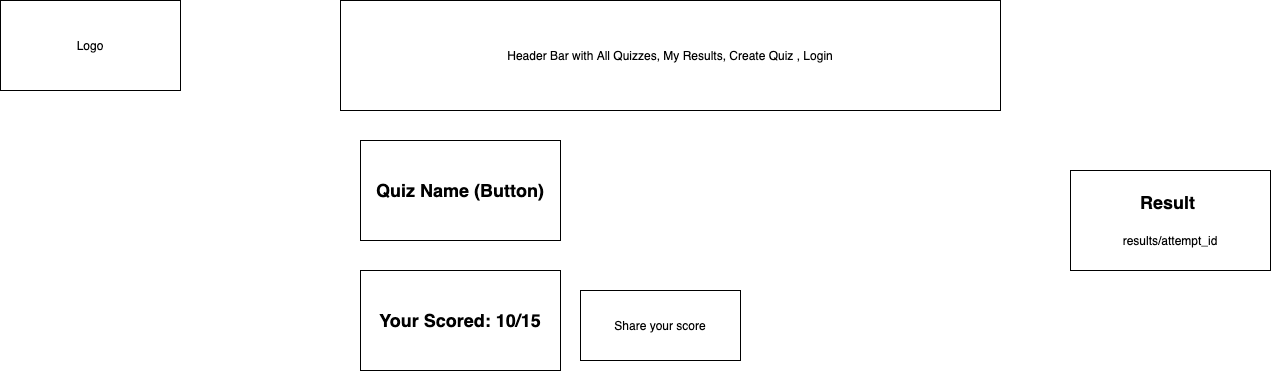 Logo
Header Bar with All Quizzes, My Results, Create Quiz , Login
Quiz Name (Button)
Result
results/attempt_id
Your Scored: 10/15
Share your score